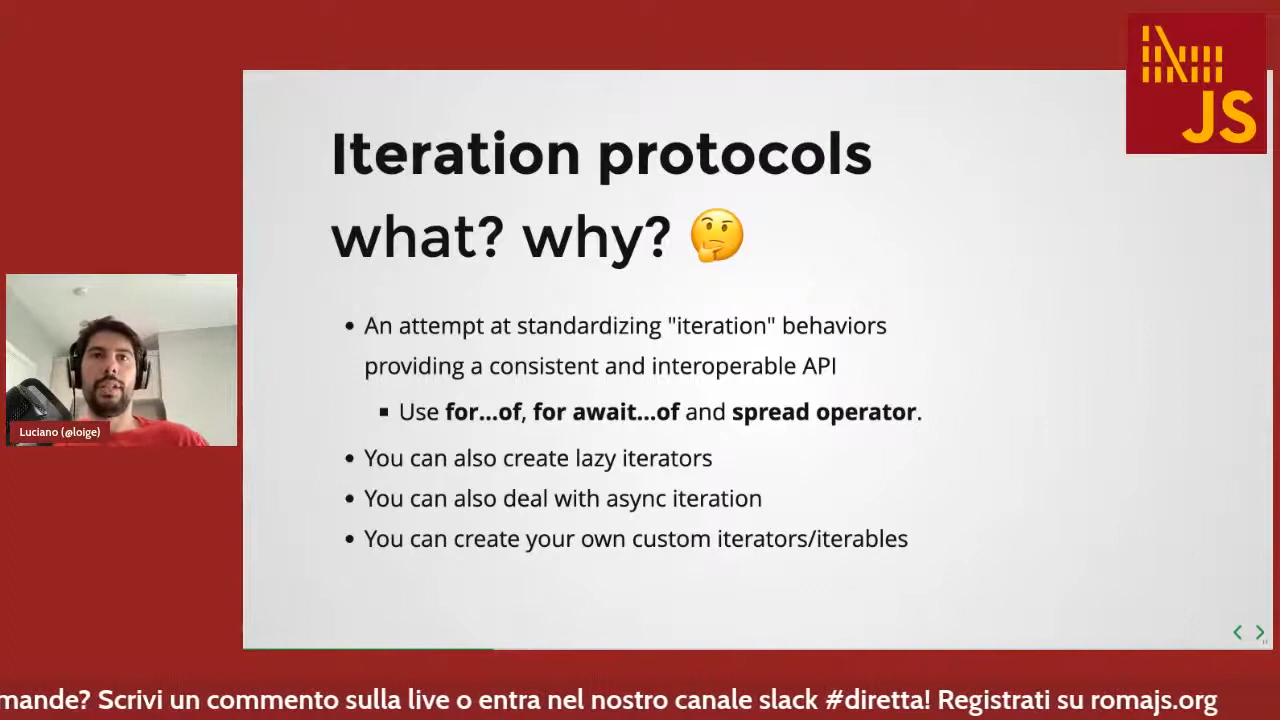 JS
Iteration protocols
what? why? 🤔
• An attempt at standardizing "iteration" behaviors
providing a consistent and interoperable API
▪ Use for...of, for await...of and spread operator.
• You can also create lazy iterators
• You can also deal with async iteration
• You can create your own custom iterators/iterables
Luciano (@loige)
mande? Scrivi un commento sulla live o entra nel nostro canale slack #diretta! Registrati su romajs.org